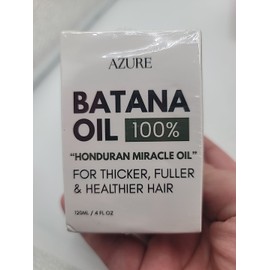 AZURE
BATANA
OIL 100%
“HONDURAN MIRACLE OIL”
FOR THICKER, FULLER
& HEALTHIER HAIR
120ML / 4 FL OZ